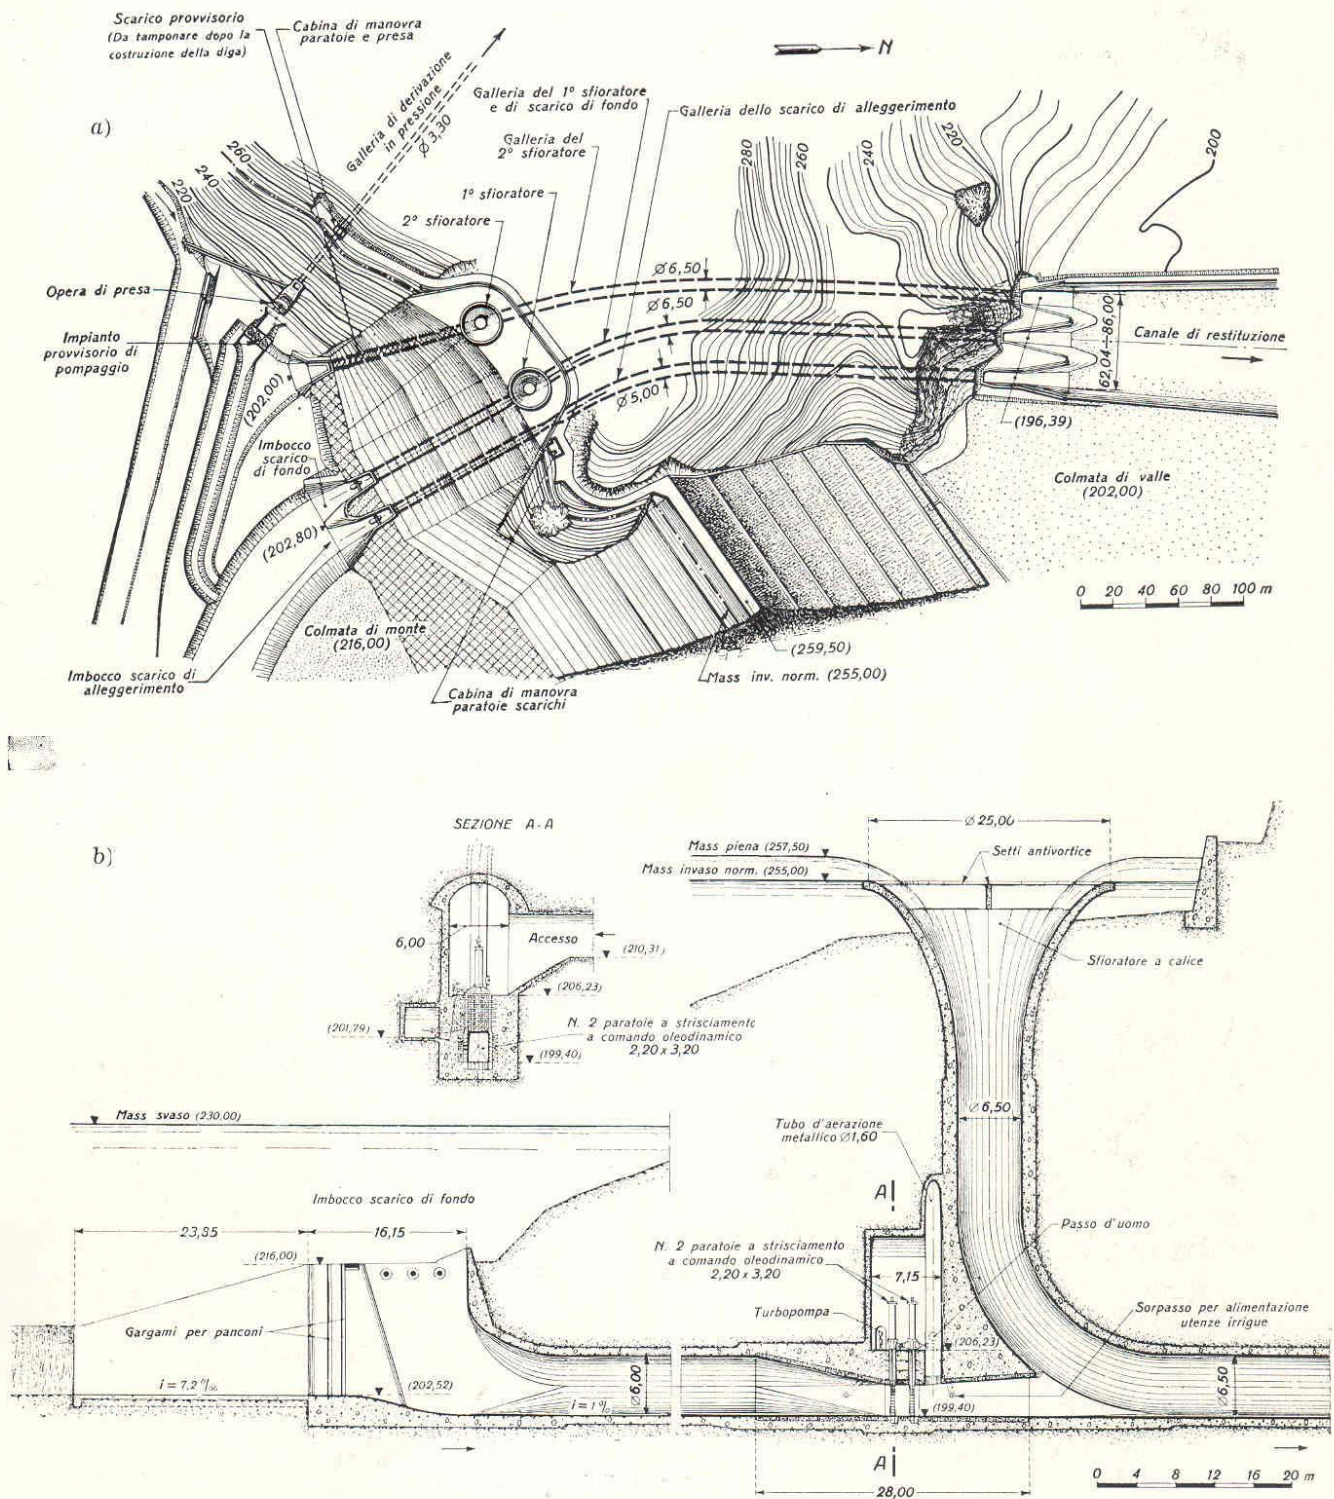 Scarico provvisorio
(Da tamponare dopo la
costruzione della diga)
Cabina di manovra
paratoie e presa
N
a)
Galleria di derivazione
in pressione
Ø 3,30
Galleria del 1º sfioratore
e di scarico di fondo
Galleria dello scarico di alleggerimento
Galleria del
2º sfioratore
1º sfioratore
2º sfioratore
260
240
220
280
260
240
220
200
Opera di presa
Impianto
provvisorio di
pompaggio
Ø 6,50
Ø 6,50
Ø 5,00
62,04÷86,00
Canale di restituzione
(202,00)
(196,39)
Imbocco
scarico
di fondo
(202,80)
Colmata di valle
(202,00)
0 20 40 60 80 100 m
Colmata di monte
(216,00)
(259,50)
Mass inv. norm. (255,00)
Imbocco scarico di
alleggerimento
Cabina di manovra
paratoie scarichi
b)
SEZIONE A-A
6,00
Accesso
(210,31)
(206,23)
(201,79)
N. 2 paratoie a strisciamento
a comando oleodinamico
2,20 x 3,20
(199,40)
Ø 25,00
Mass piena (257,50)
Setti antivortice
Mass invaso norm. (255,00)
Sfioratore a calice
Mass svaso (230,00)
Ø 6,50
Tubo d'aerazione
metallico Ø 1,60
Imbocco scarico di fondo
A
23,85
16,15
Passo d'uomo
N. 2 paratoie a strisciamento
a comando oleodinamico
2,20 x 3,20
(216,00)
7,15
Turbopompa
Sorpasso per alimentazione
utenze irrigue
Gargami per panconi
(206,23)
i = 7,2 º/ºº
(202,52)
i = 1 º/º
Ø 6,00
(199,40)
Ø 6,50
A
28,00
0 4 8 12 16 20 m